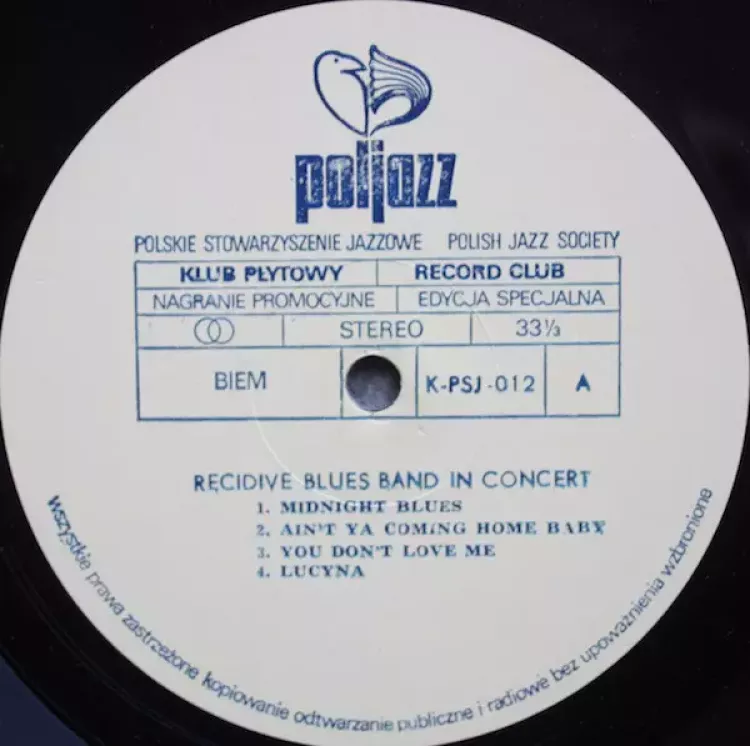 poljazz
POLSKIE STOWARZYSZENIE JAZZOWE POLISH JAZZ SOCIETY
KLUB PŁYTOWY RECORD CLUB
NAGRANIE PROMOCYJNE EDYCJA SPECJALNA
STEREO 33⅓
BIEM K-PSJ-012 A
RECIDIVE BLUES BAND IN CONCERT
1. MIDNIGHT BLUES
2. AIN'T YA COMING HOME BABY
3. YOU DON'T LOVE ME
4. LUCYNA
wszystkie prawa zastrzeżone kopiowanie odtwarzanie publiczne i radiowe bez upoważnienia wzbronione